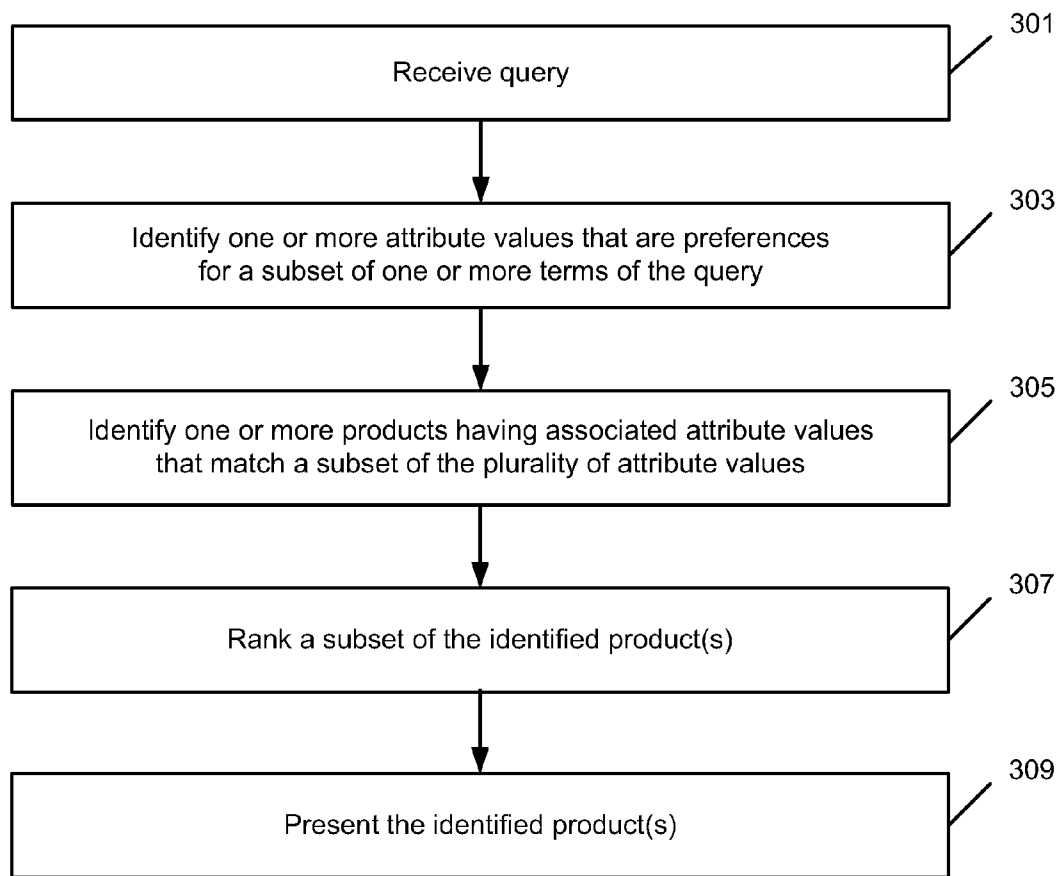 301
Receive query
303
Identify one or more attribute values that are preferences
for a subset of one or more terms of the query
305
Identify one or more products having associated attribute values
that match a subset of the plurality of attribute values
307
Rank a subset of the identified product(s)
309
Present the identified product(s)